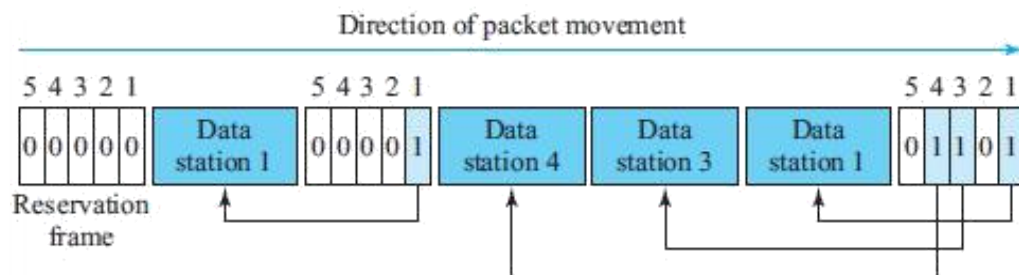 Direction of packet movement
5 4 3 2 1 5 4 3 2 1 5 4 3 2 1
0 0 0 0 0 Data station 1 0 0 0 0 1 Data station 4 Data station 3 Data station 1 0 1 1 0 1
Reservation
frame